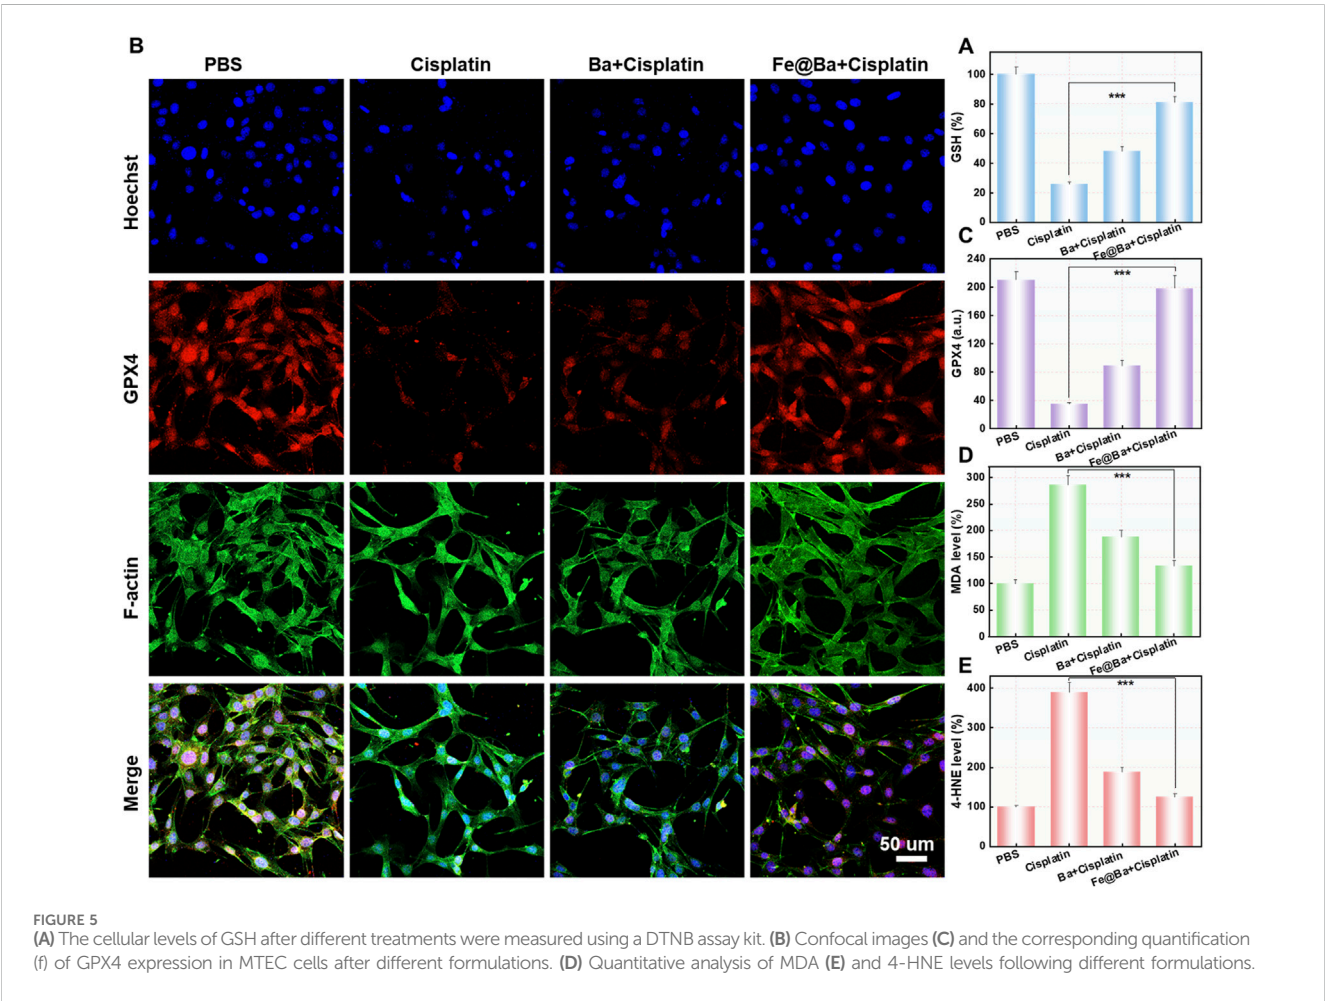 B
PBS
Cisplatin
Ba+Cisplatin
Fe@Ba+Cisplatin
Hoechst
GPX4
F-actin
Merge
50 um
A
GSH (%)
100
80
60
40
20
0
***
PBS
Cisplatin
Ba+Cisplatin
Fe@Ba+Cisplatin
C
GPX4 (a.u.)
240
200
160
120
80
40
0
***
PBS
Cisplatin
Ba+Cisplatin
Fe@Ba+Cisplatin
D
MDA level (%)
300
250
200
150
100
50
0
***
PBS
Cisplatin
Ba+Cisplatin
Fe@Ba+Cisplatin
E
4-HNE level (%)
400
300
200
100
0
***
PBS
Cisplatin
Ba+Cisplatin
Fe@Ba+Cisplatin
FIGURE 5
(A) The cellular levels of GSH after different treatments were measured using a DTNB assay kit. (B) Confocal images (C) and the corresponding quantification
(f) of GPX4 expression in MTEC cells after different formulations. (D) Quantitative analysis of MDA (E) and 4-HNE levels following different formulations.